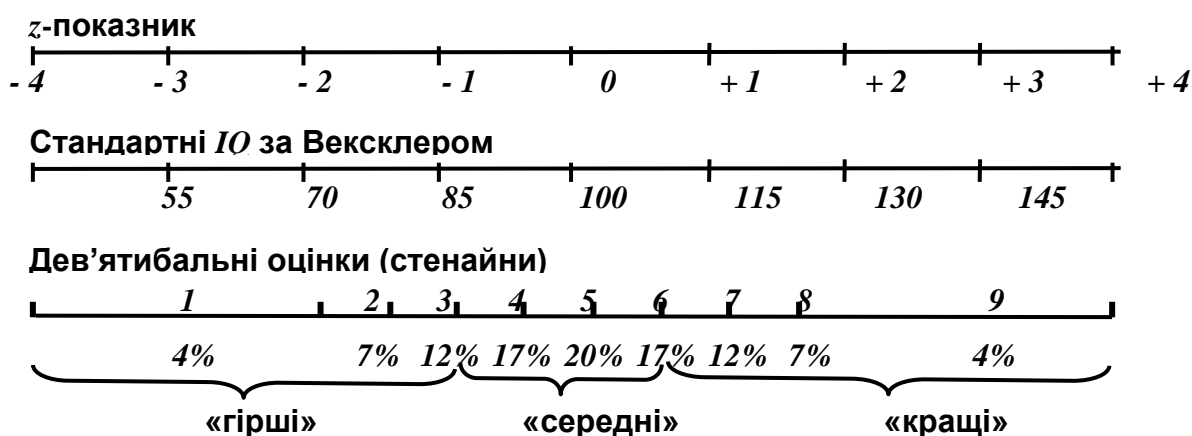 z-показник
- 4 - 3 - 2 - 1 0 + 1 + 2 + 3 + 4
Стандартні IQ за Векслером
55 70 85 100 115 130 145
Дев’ятибальні оцінки (стенайни)
1 2 3 4 5 6 7 8 9
4% 7% 12% 17% 20% 17% 12% 7% 4%
«гірші» «середні» «кращі»